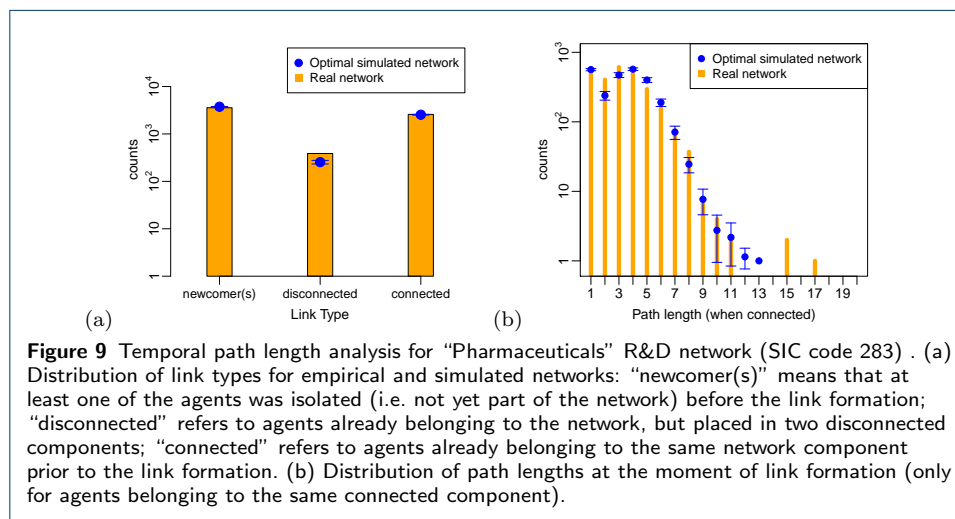 Optimal simulated network
Real network
counts
10^4
10^3
10^2
10
1
newcomer(s) disconnected connected
Link Type
(a)
Optimal simulated network
Real network
counts
10^3
10^2
10
1
1 3 5 7 9 11 13 15 17 19
Path length (when connected)
(b)
Figure 9 Temporal path length analysis for “Pharmaceuticals” R&D network (SIC code 283) . (a)
Distribution of link types for empirical and simulated networks: “newcomer(s)” means that at
least one of the agents was isolated (i.e. not yet part of the network) before the link formation;
“disconnected” refers to agents already belonging to the network, but placed in two disconnected
components; “connected” refers to agents already belonging to the same network component
prior to the link formation. (b) Distribution of path lengths at the moment of link formation (only
for agents belonging to the same connected component).